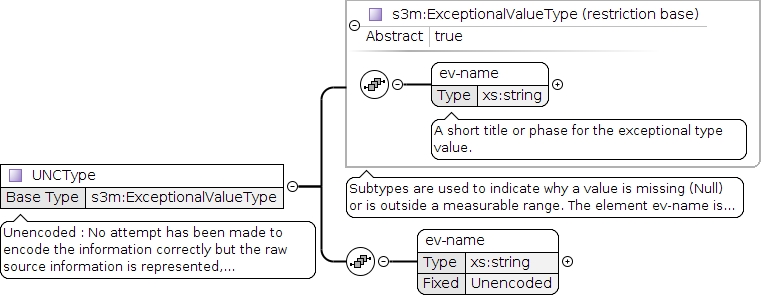 s3m:ExceptionalValueType (restriction base)
Abstract true
ev-name
Type xs:string
A short title or phase for the exceptional type
value.
UNCType
Base Type s3m:ExceptionalValueType
Unencoded : No attempt has been made to
encode the information correctly but the raw
source information is represented,...
Subtypes are used to indicate why a value is missing (Null)
or is outside a measurable range. The element ev-name is...
ev-name
Type xs:string
Fixed Unencoded